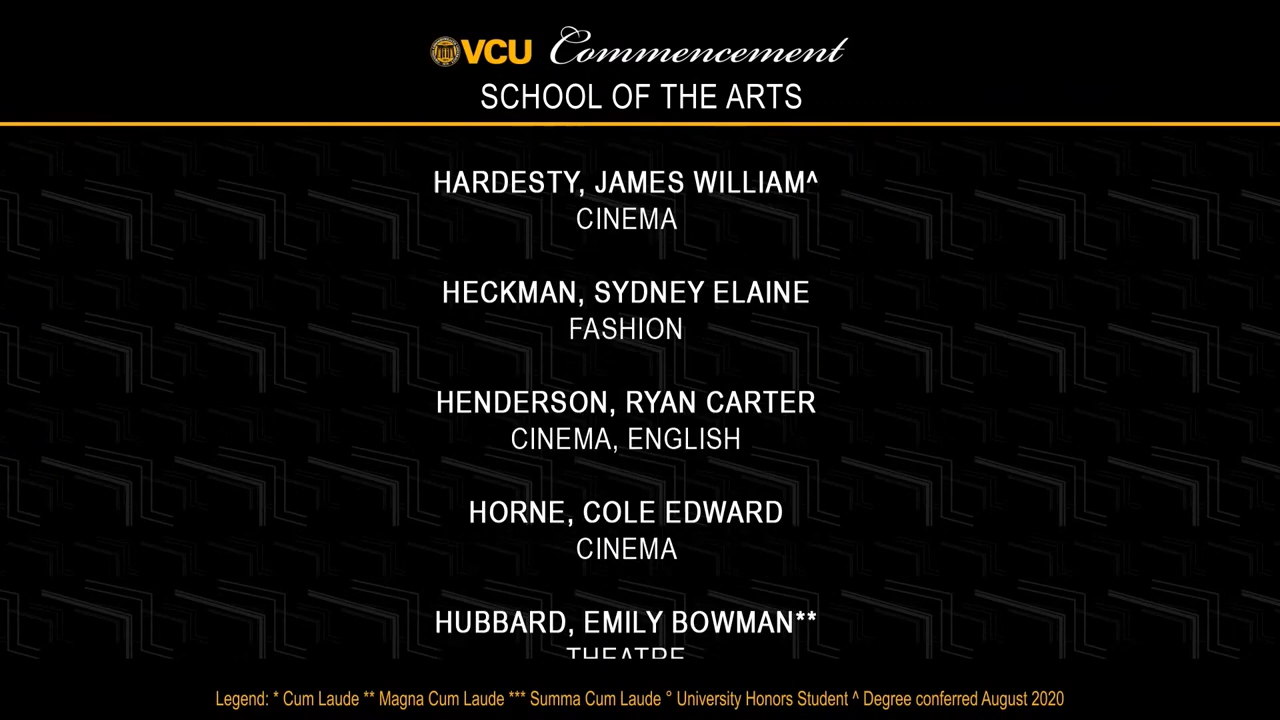 VCU Commencement
SCHOOL OF THE ARTS
HARDESTY, JAMES WILLIAM^
CINEMA
HECKMAN, SYDNEY ELAINE
FASHION
HENDERSON, RYAN CARTER
CINEMA, ENGLISH
HORNE, COLE EDWARD
CINEMA
HUBBARD, EMILY BOWMAN**
THEATRE
Legend: * Cum Laude ** Magna Cum Laude *** Summa Cum Laude ° University Honors Student ^ Degree conferred August 2020